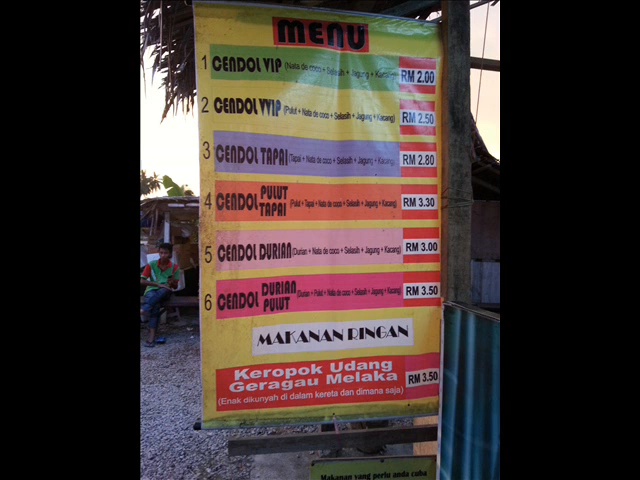 MENU
1 CENDOL VIP (Nata de coco + Selasih + Jagung + Kacang) RM 2.00
2 CENDOL VVIP (Pulut + Nata de coco + Selasih + Jagung + Kacang) RM 2.50
3 CENDOL TAPAI (Tapai + Nata de coco + Selasih + Jagung + Kacang) RM 2.80
4 CENDOL PULUT TAPAI (Pulut + Tapai + Nata de coco + Selasih + Jagung + Kacang) RM 3.30
5 CENDOL DURIAN (Durian + Nata de coco + Selasih + Jagung + Kacang) RM 3.00
6 CENDOL DURIAN PULUT (Durian + Pulut + Nata de coco + Selasih + Jagung + Kacang) RM 3.50
MAKANAN RINGAN
Keropok Udang
Geragau Melaka RM 3.50
(Enak dikunyah di dalam kereta dan dimana saja)
Makanan yang perlu anda cuba